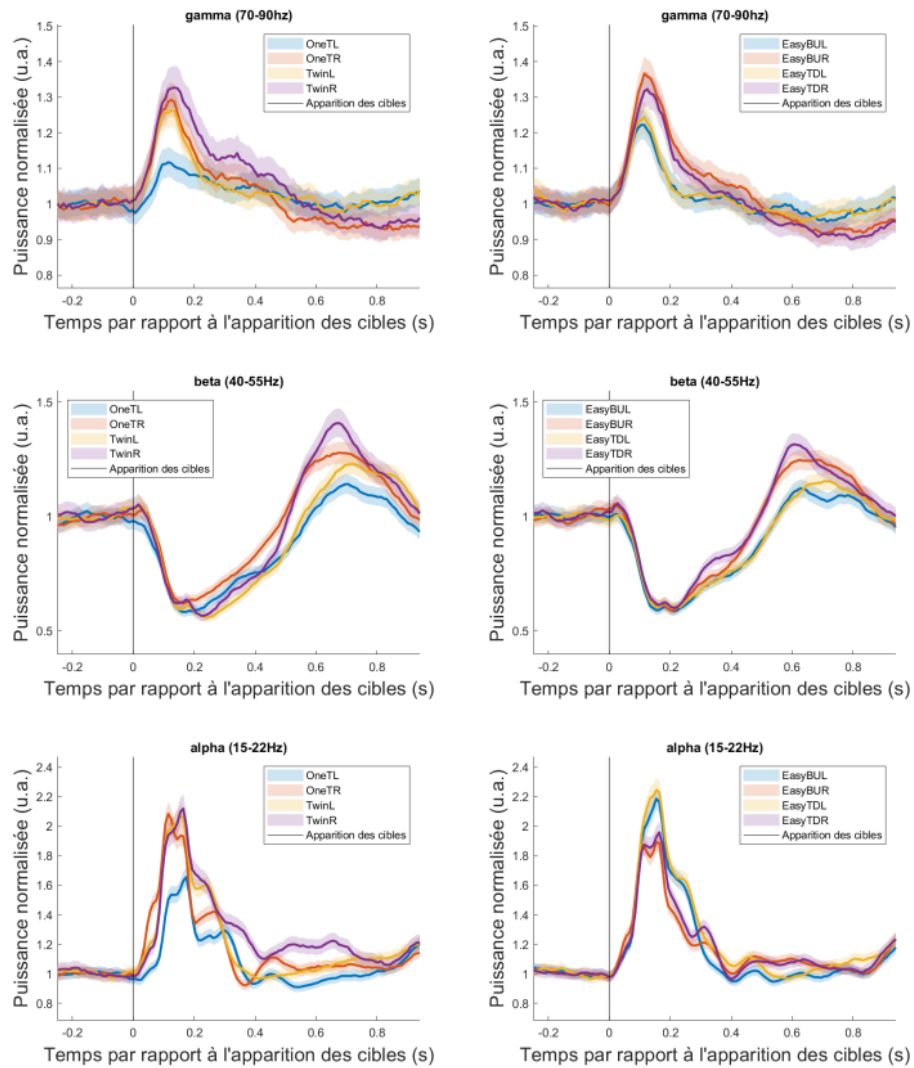 gamma (70-90hz)
Puissance normalisée (u.a.)
1.5
1.4
1.3
1.2
1.1
1
0.9
0.8
OneTL
OneTR
TwinL
TwinR
Apparition des cibles
-0.2 0 0.2 0.4 0.6 0.8
Temps par rapport à l'apparition des cibles (s)
gamma (70-90hz)
Puissance normalisée (u.a.)
1.5
1.4
1.3
1.2
1.1
1
0.9
0.8
EasyBUL
EasyBUR
EasyTDL
EasyTDR
Apparition des cibles
-0.2 0 0.2 0.4 0.6 0.8
Temps par rapport à l'apparition des cibles (s)
beta (40-55Hz)
Puissance normalisée (u.a.)
1.5
1
0.5
OneTL
OneTR
TwinL
TwinR
Apparition des cibles
-0.2 0 0.2 0.4 0.6 0.8
Temps par rapport à l'apparition des cibles (s)
beta (40-55Hz)
Puissance normalisée (u.a.)
1.5
1
0.5
EasyBUL
EasyBUR
EasyTDL
EasyTDR
Apparition des cibles
-0.2 0 0.2 0.4 0.6 0.8
Temps par rapport à l'apparition des cibles (s)
alpha (15-22Hz)
Puissance normalisée (u.a.)
2.4
2.2
2
1.8
1.6
1.4
1.2
1
0.8
OneTL
OneTR
TwinL
TwinR
Apparition des cibles
-0.2 0 0.2 0.4 0.6 0.8
Temps par rapport à l'apparition des cibles (s)
alpha (15-22Hz)
Puissance normalisée (u.a.)
2.4
2.2
2
1.8
1.6
1.4
1.2
1
0.8
EasyBUL
EasyBUR
EasyTDL
EasyTDR
Apparition des cibles
-0.2 0 0.2 0.4 0.6 0.8
Temps par rapport à l'apparition des cibles (s)